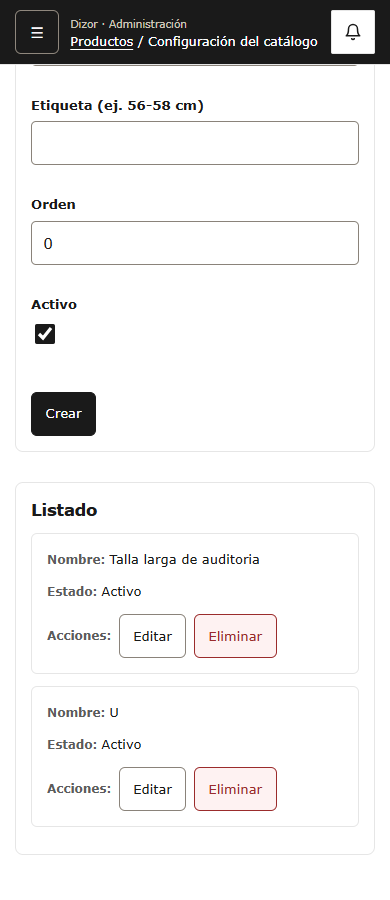 Dizor · Administración
Productos / Configuración del catálogo
Etiqueta (ej. 56-58 cm)
Orden
0
Activo
Crear
Listado
Nombre: Talla larga de auditoria
Estado: Activo
Acciones: Editar Eliminar
Nombre: U
Estado: Activo
Acciones: Editar Eliminar